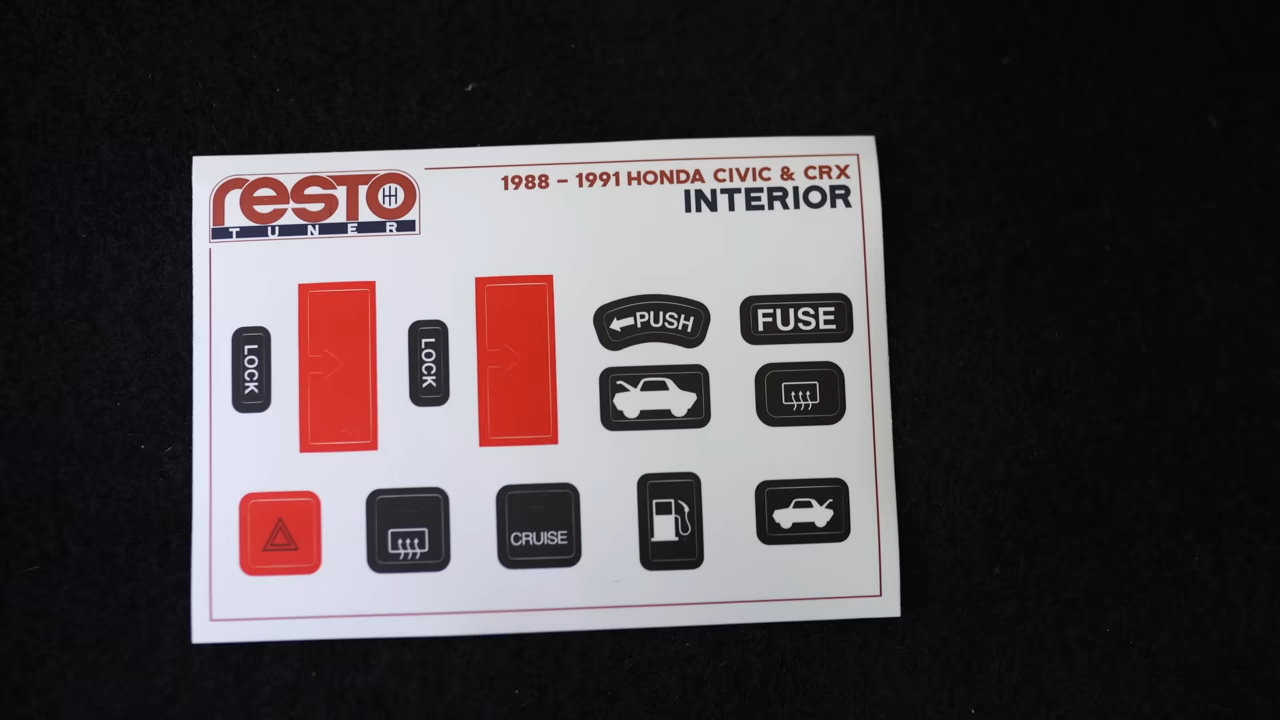 resto
TUNER
1988 – 1991 HONDA CIVIC & CRX
INTERIOR
LOCK
LOCK
PUSH
FUSE
CRUISE